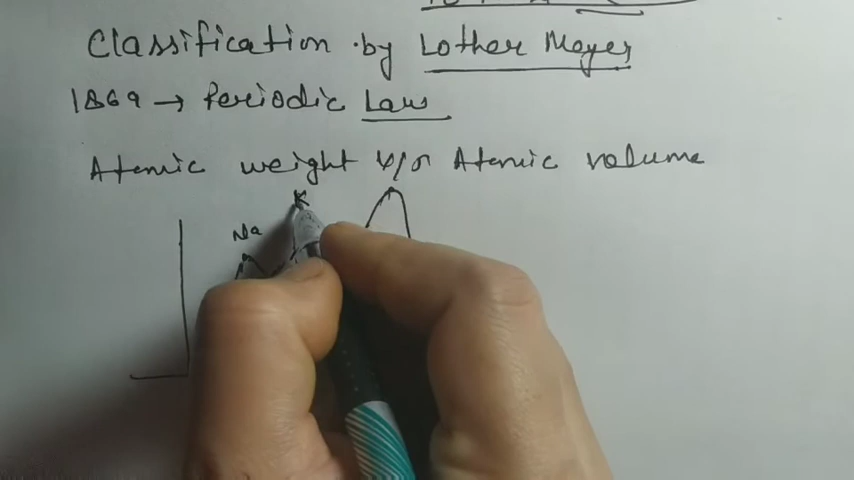 Classification by Lother Meyer
1869 → Periodic Law
Atomic weight v/s Atomic volume
K
Na